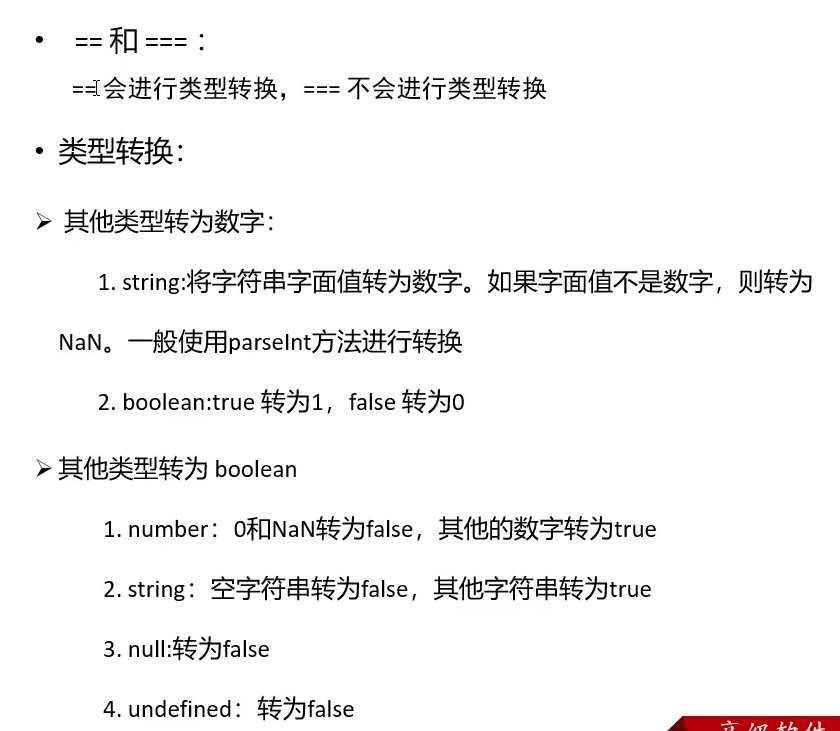 • == 和 === ：
== 会进行类型转换，=== 不会进行类型转换
• 类型转换：
➢ 其他类型转为数字：
1. string:将字符串字面值转为数字。如果字面值不是数字，则转为
NaN。一般使用parseInt方法进行转换
2. boolean:true 转为1，false 转为0
➢ 其他类型转为 boolean
1. number：0和NaN转为false，其他的数字转为true
2. string：空字符串转为false，其他字符串转为true
3. null:转为false
4. undefined：转为false